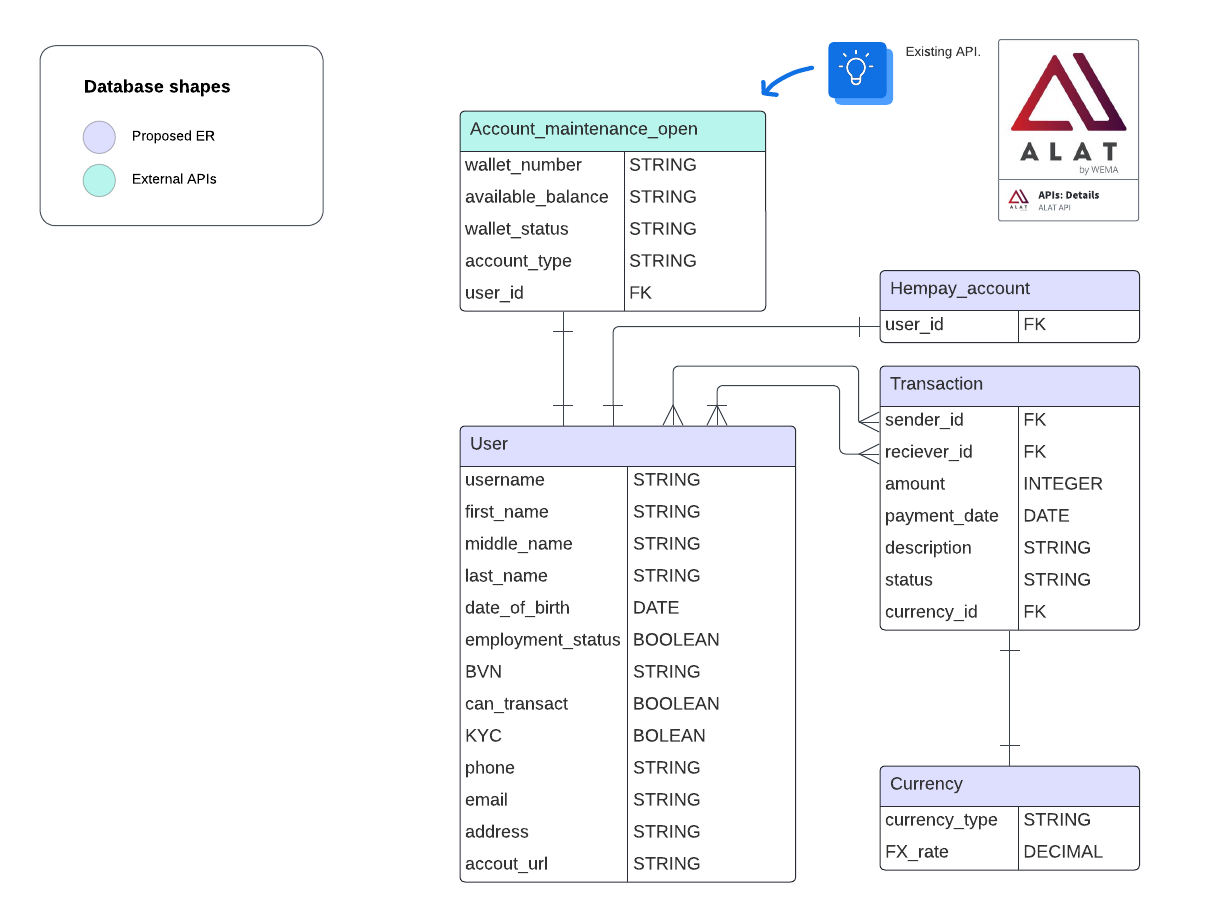 Database shapes
Proposed ER
External APIs
Existing API.
ALAT
by WEMA
ALAT
APIs: Details
ALAT API
Account_maintenance_open
wallet_number STRING
available_balance STRING
wallet_status STRING
account_type STRING
user_id FK
Hempay_account
user_id FK
Transaction
sender_id FK
reciever_id FK
amount INTEGER
payment_date DATE
description STRING
status STRING
currency_id FK
User
username STRING
first_name STRING
middle_name STRING
last_name STRING
date_of_birth DATE
employment_status BOOLEAN
BVN STRING
can_transact BOOLEAN
KYC BOLEAN
phone STRING
email STRING
address STRING
accout_url STRING
Currency
currency_type STRING
FX_rate DECIMAL